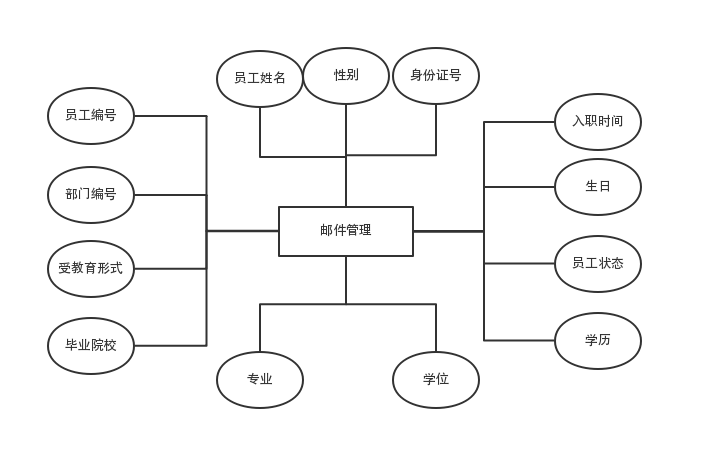 员工姓名
性别
身份证号
员工编号
入职时间
部门编号
生日
邮件管理
受教育形式
员工状态
毕业院校
学历
专业
学位